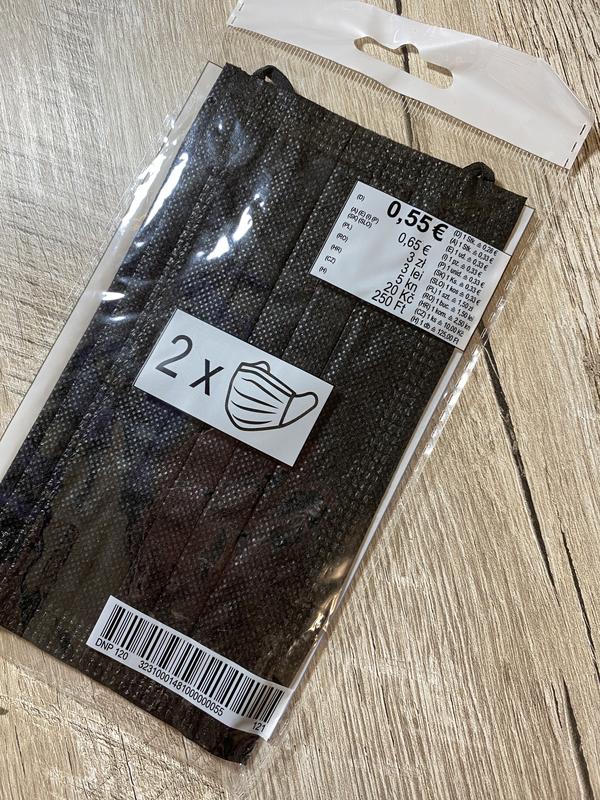 (D) 0,55€
(A) (E) (I) (P)
(SK) (SLO) 0,65 €
(PL) 3 zł
(RO) 3 lei
(HR) 5 kn
(CZ) 20 Kč
(H) 250 Ft
(D) 1 Stk. ≙ 0,28 €
(A) 1 Stk. ≙ 0,33 €
(E) 1 ud. ≙ 0,33 €
(I) 1 pz. ≙ 0,33 €
(P) 1 unid. ≙ 0,33 €
(SK) 1 Ks. ≙ 0,33 €
(SLO) 1 kos ≙ 0,33 €
(PL) 1 szt. ≙ 1,50 zł
(RO) 1 buc. ≙ 1,50 lei
(HR) 1 kom. ≙ 2,50 kn
(CZ) 1 ks ≙ 10,00 Kč
(H) 1 db ≙ 125,00 Ft
2 x
DNP 120 3231000148100000055 121